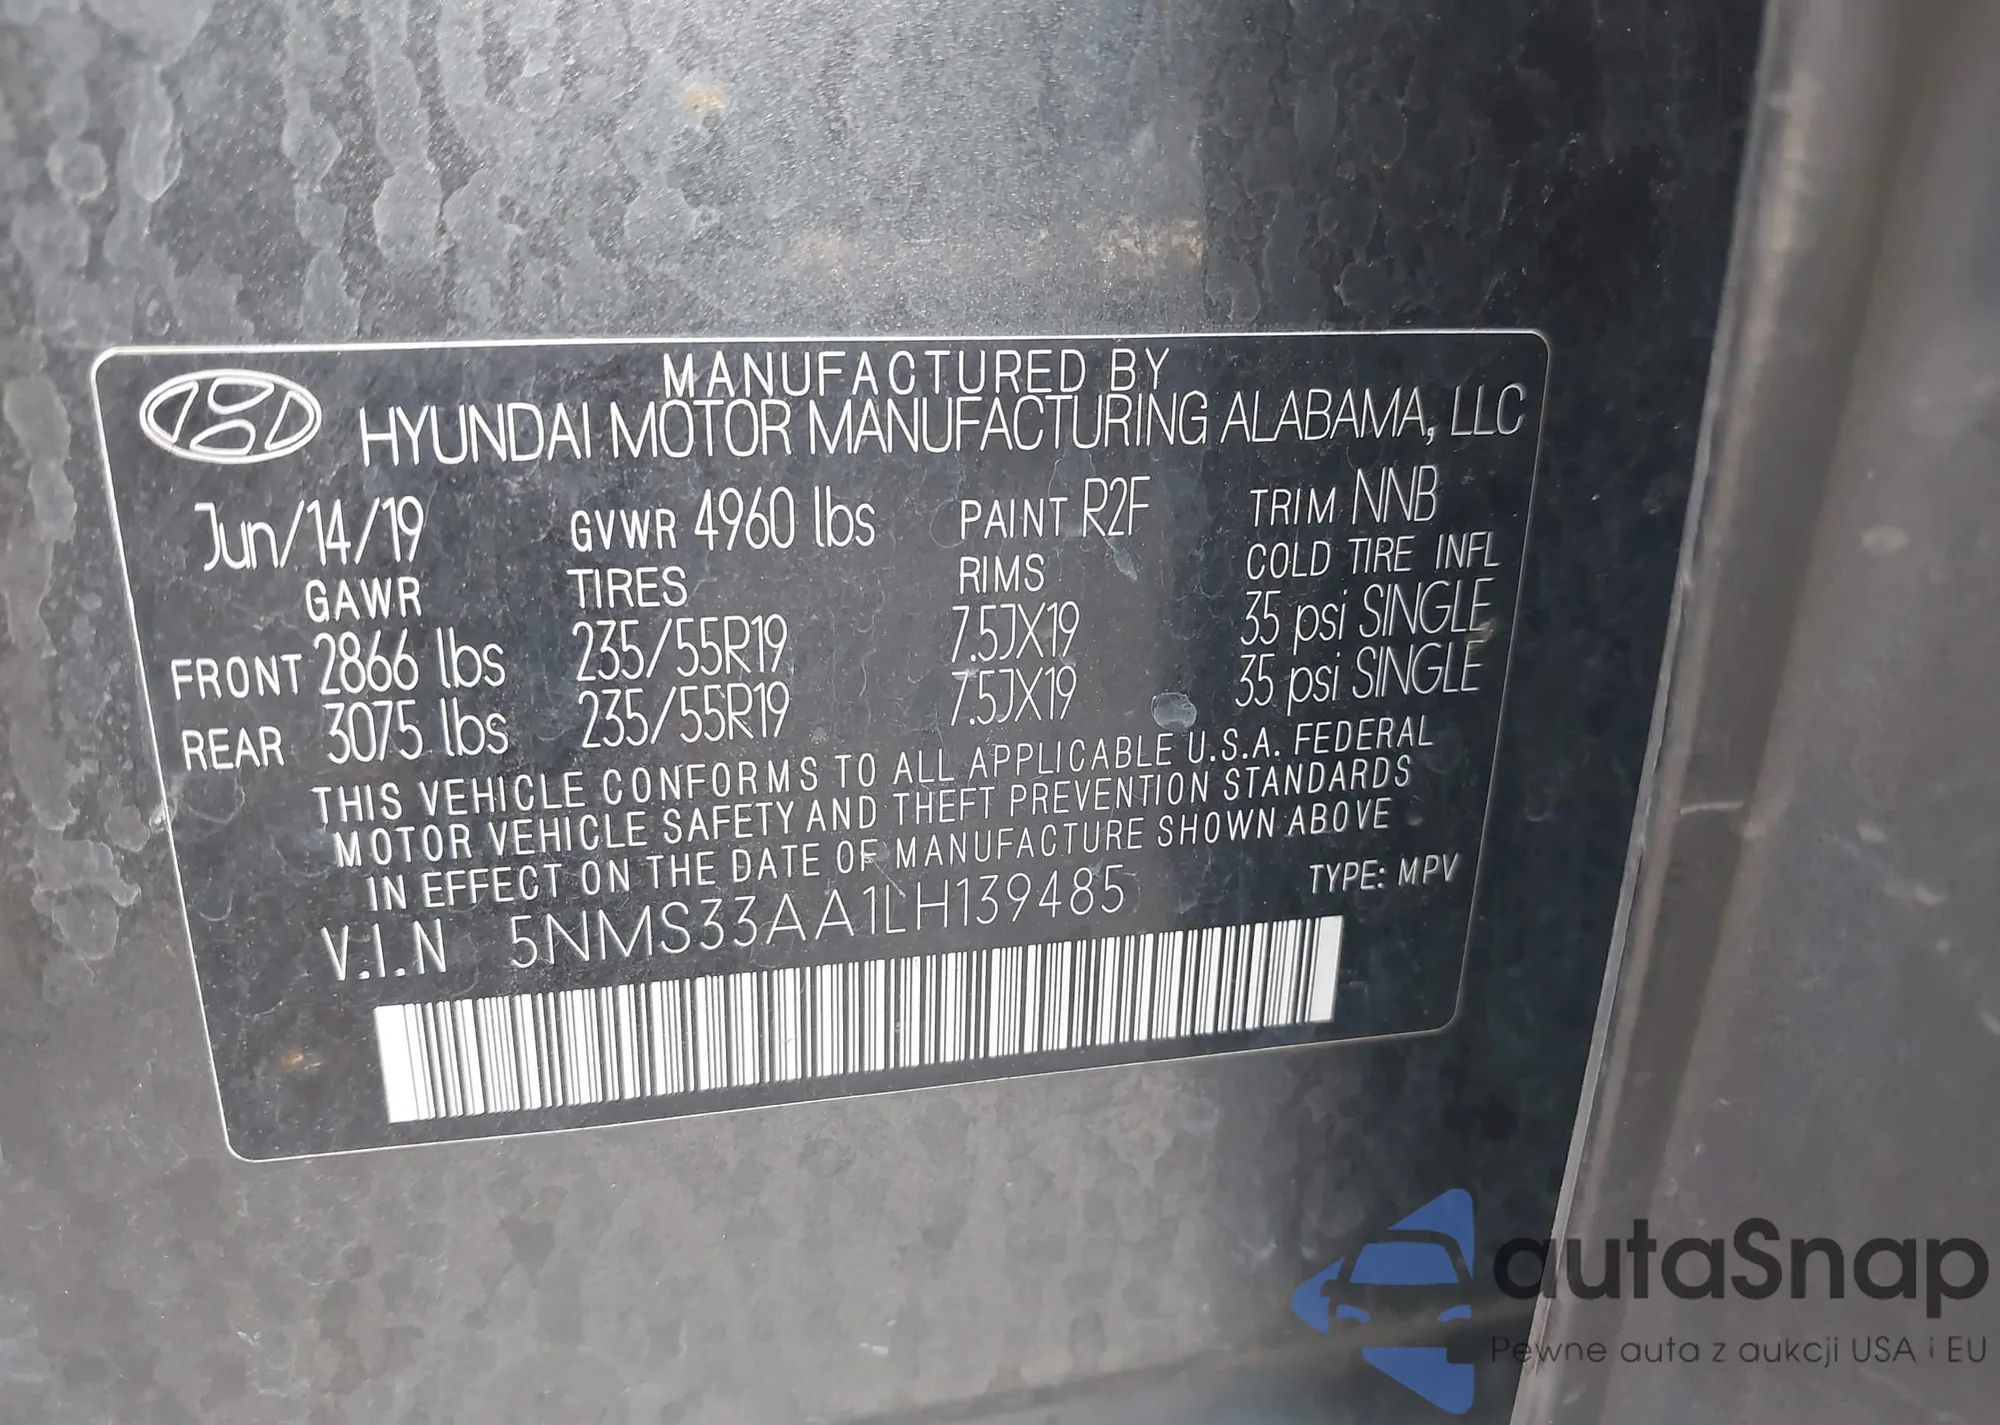 MANUFACTURED BY
HYUNDAI MOTOR MANUFACTURING ALABAMA, LLC
Jun/14/19 GVWR 4960 lbs PAINT R2F TRIM NNB
GAWR TIRES RIMS COLD TIRE INFL
FRONT 2866 lbs 235/55R19 7.5JX19 35 psi SINGLE
REAR 3075 lbs 235/55R19 7.5JX19 35 psi SINGLE
THIS VEHICLE CONFORMS TO ALL APPLICABLE U.S.A. FEDERAL
MOTOR VEHICLE SAFETY AND THEFT PREVENTION STANDARDS
IN EFFECT ON THE DATE OF MANUFACTURE SHOWN ABOVE
V.I.N 5NMS33AA1LH139485 TYPE: MPV
autaSnap
Pewne auta z aukcji USA i EU